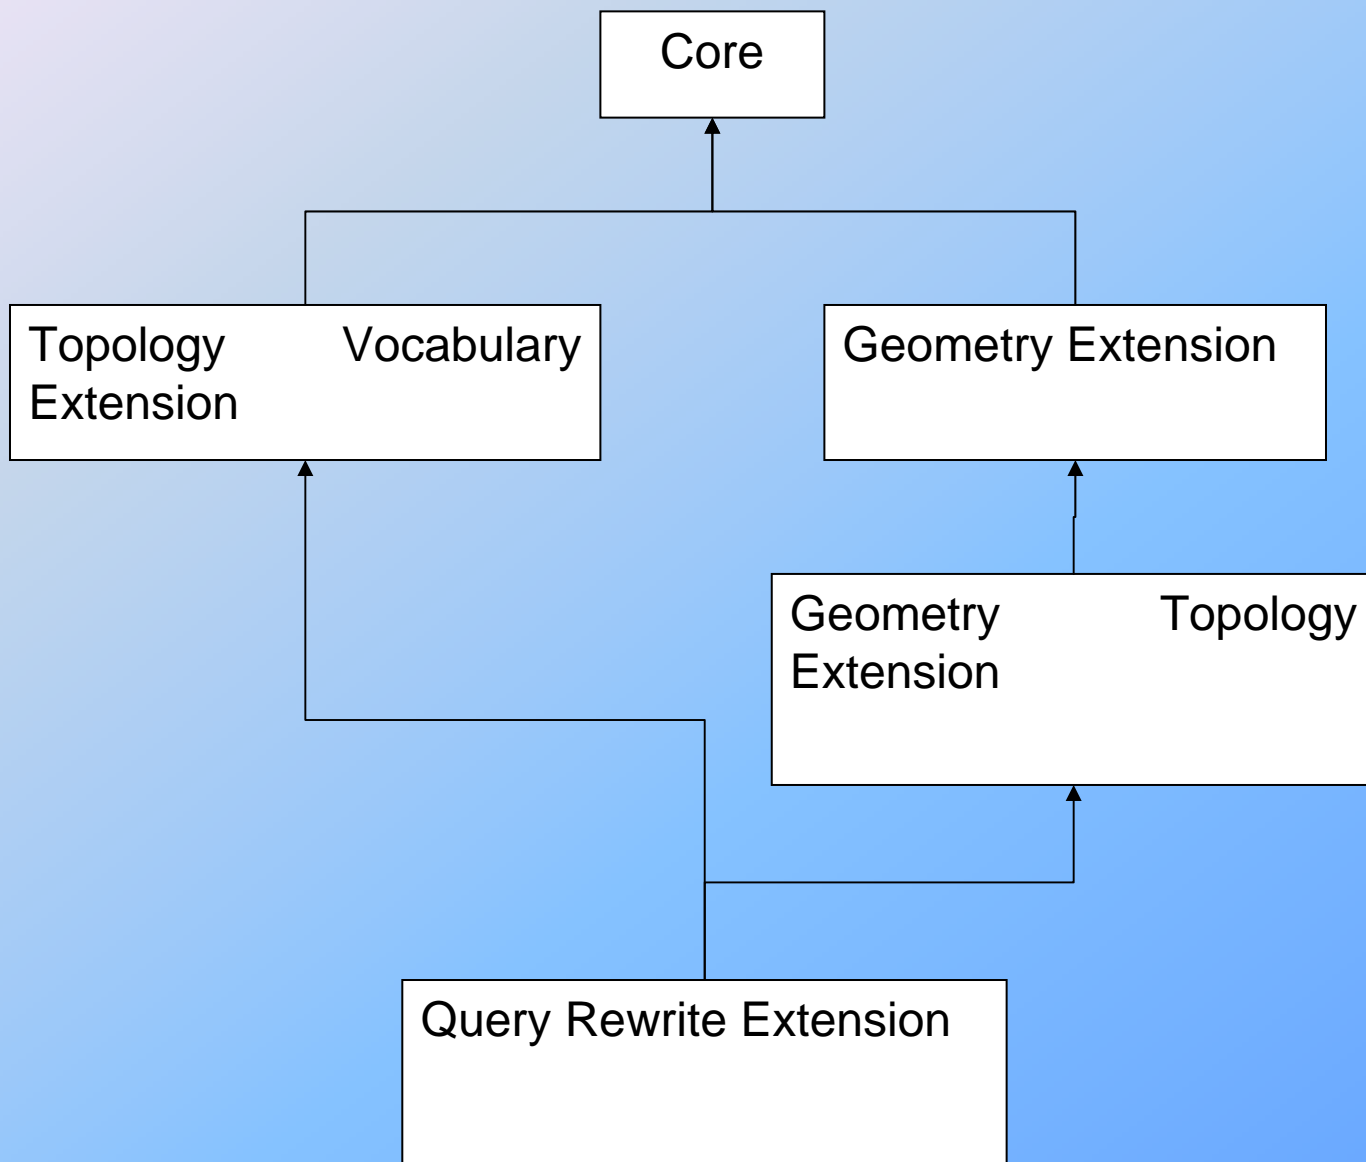 Core
Topology Vocabulary
Extension
Geometry Extension
Geometry Topology
Extension
Query Rewrite Extension